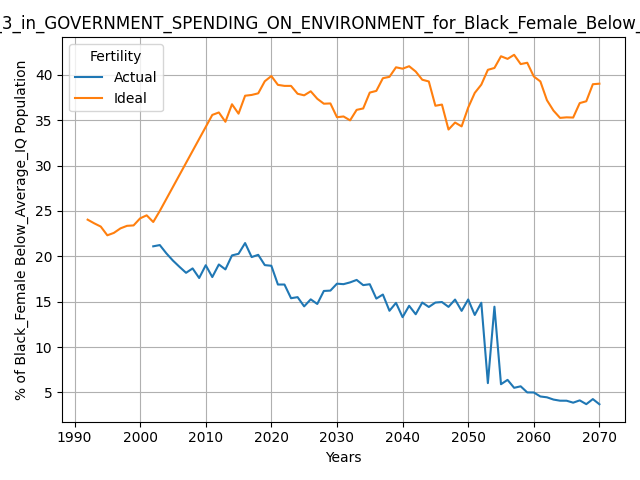 _3_in_GOVERNMENT_SPENDING_ON_ENVIRONMENT_for_Black_Female_Below_
Fertility
Actual
Ideal
% of Black_Female Below_Average_IQ Population
40
35
30
25
20
15
10
5
1990 2000 2010 2020 2030 2040 2050 2060 2070
Years